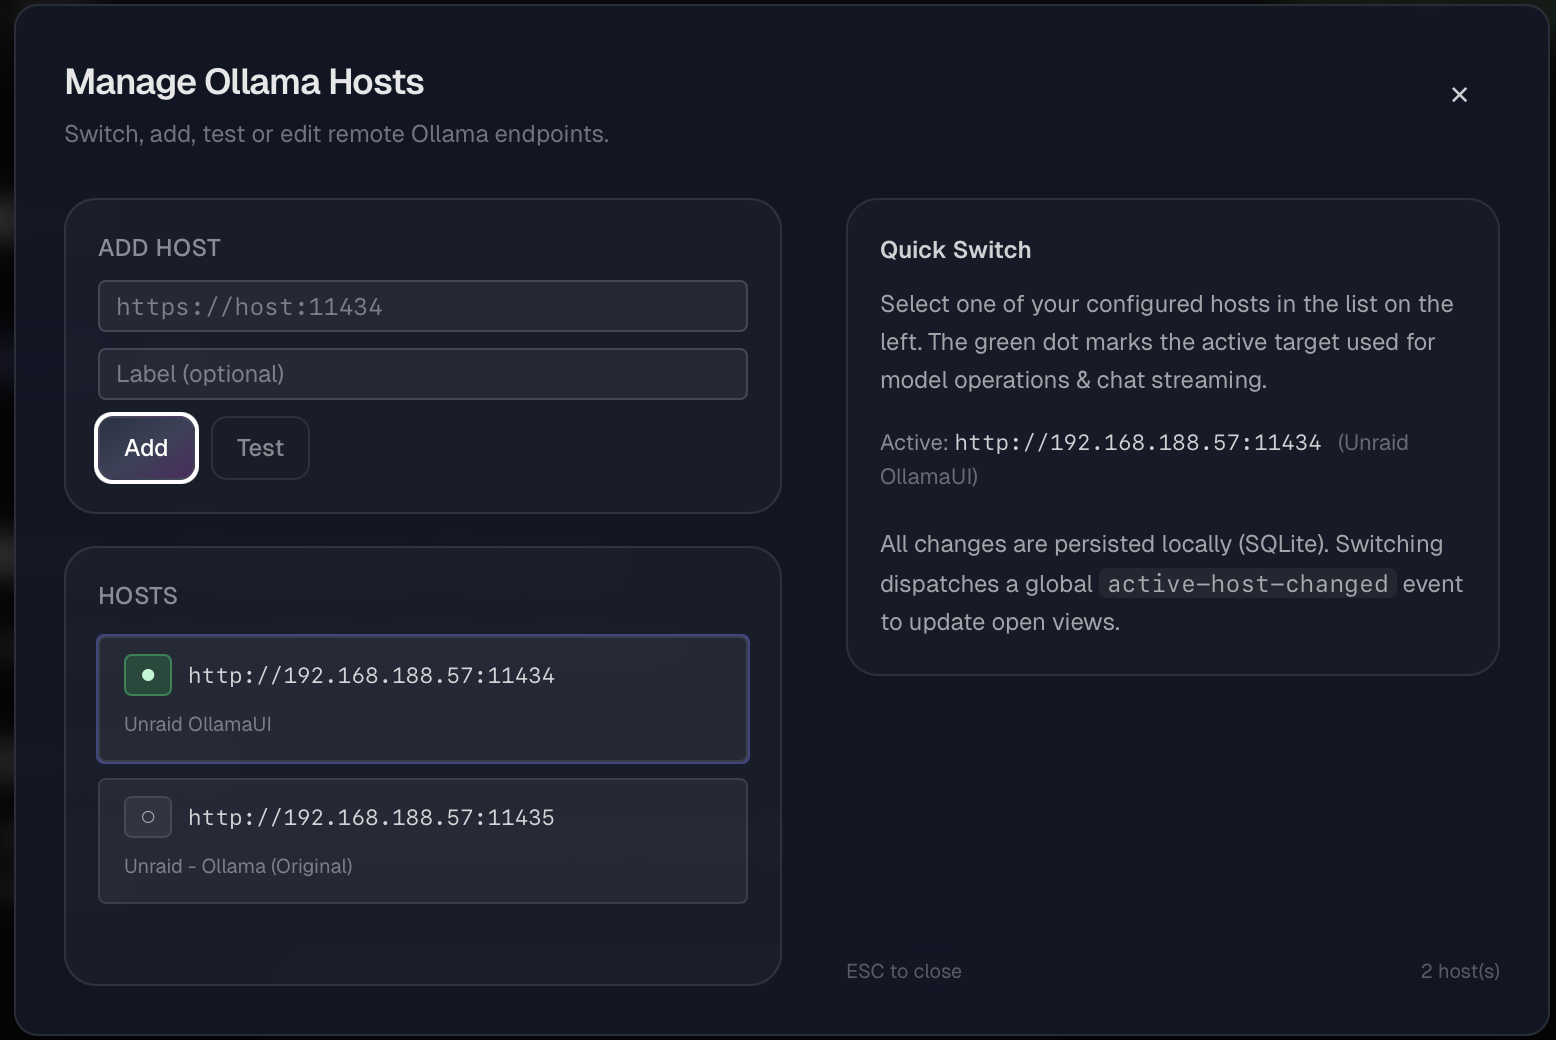 Manage Ollama Hosts
Switch, add, test or edit remote Ollama endpoints.
ADD HOST
https://host:11434
Label (optional)
Add
Test
HOSTS
http://192.168.188.57:11434
Unraid OllamaUI
http://192.168.188.57:11435
Unraid - Ollama (Original)
Quick Switch
Select one of your configured hosts in the list on the
left. The green dot marks the active target used for
model operations & chat streaming.
Active: http://192.168.188.57:11434 (Unraid
OllamaUI)
All changes are persisted locally (SQLite). Switching
dispatches a global active-host-changed event
to update open views.
ESC to close
2 host(s)